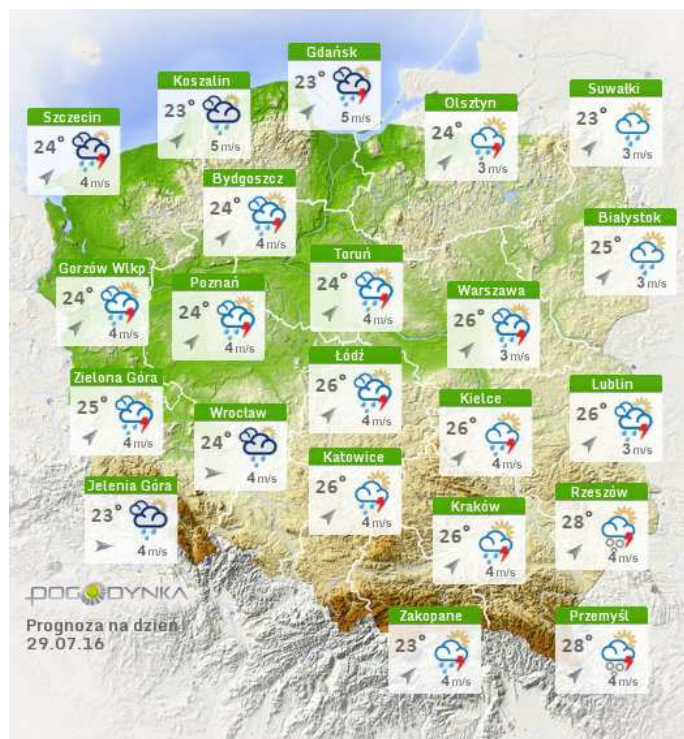 Gdańsk
23°
5 m/s
Koszalin
23°
5 m/s
Suwałki
23°
3 m/s
Olsztyn
24°
3 m/s
Szczecin
24°
4 m/s
Bydgoszcz
24°
4 m/s
Białystok
25°
3 m/s
Toruń
24°
4 m/s
Gorzów Wlkp
24°
4 m/s
Poznań
24°
4 m/s
Warszawa
26°
3 m/s
Łódź
26°
4 m/s
Zielona Góra
25°
4 m/s
Lublin
26°
3 m/s
Kielce
26°
4 m/s
Wrocław
24°
4 m/s
Katowice
26°
4 m/s
Jelenia Góra
23°
4 m/s
Rzeszów
28°
4 m/s
Kraków
26°
4 m/s
POGODYNKA
Prognoza na dzień
29.07.16
Zakopane
23°
4 m/s
Przemyśl
28°
4 m/s